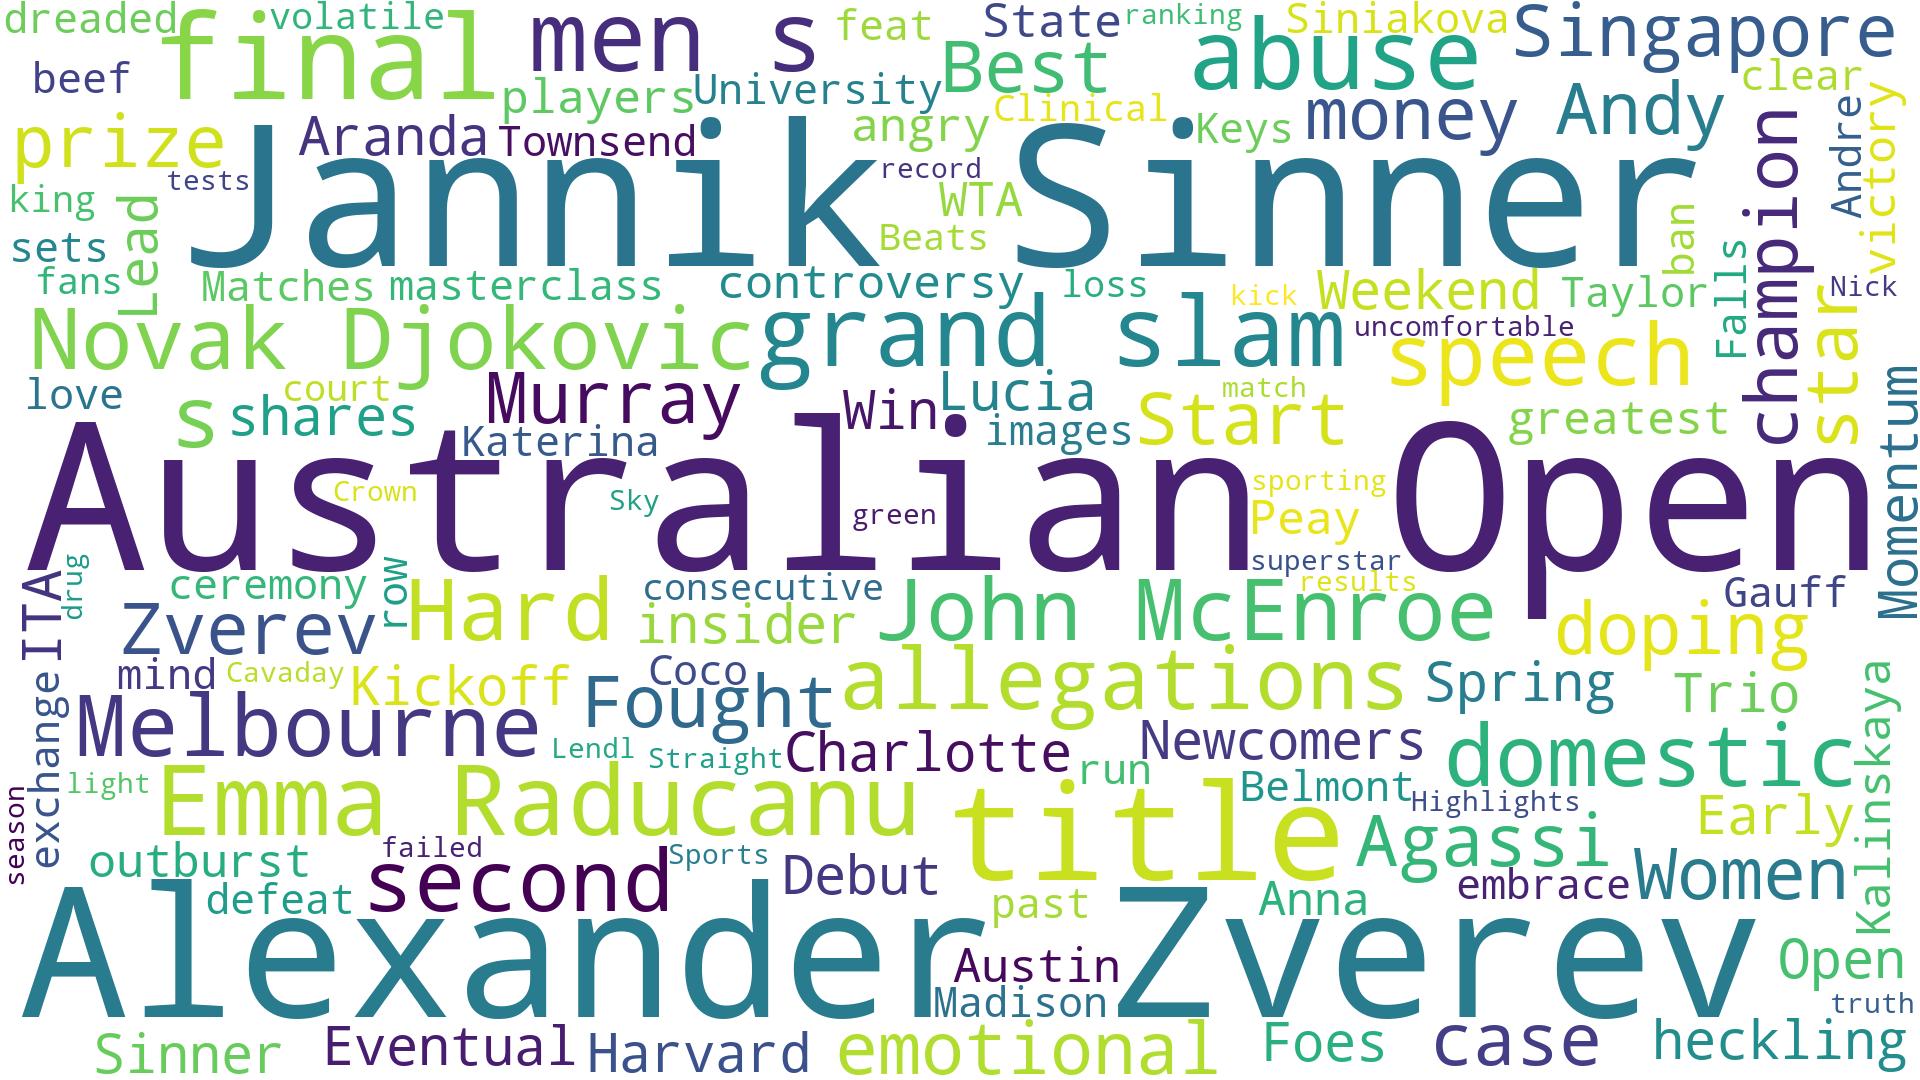 dreaded
volatile
final
men s
feat
State
ranking
Siniakova
Singapore
beef
players
University
Best
abuse
clear
prize
Aranda
Townsend
angry
Clinical
Keys
money
Andy
Andre
victory
king
tests
Jannik Sinner
record
WTA
champion
sets
Lead
Beats
ban
Falls
star
fans
Matches
masterclass
controversy
loss
kick
Weekend
Taylor
Nick
Novak Djokovic
grand slam
uncomfortable
speech
love
court
Murray
Win
Lucia
match
s
shares
Katerina
images
Start
greatest
Momentum
Australian Open
Crown
Sky
green
sporting
Peay
superstar
drug
ITA
ceremony
row
Hard
consecutive
results
Gauff
Zverev
insider
John McEnroe
doping
mind
Cavaday
Kickoff
Coco
Fought
allegations
Spring
Trio
Kalinskaya
exchange
Melbourne
Lendl
Straight
Charlotte
Newcomers
domestic
light
season
Emma Raducanu
run
title
Belmont
Highlights
Early
outburst
failed
Sports
Agassi
defeat
second
Debut
past
Anna
embrace
Women
Alexander Zverev
Austin
Madison
Open
truth
Sinner
Eventual
Harvard
emotional
Foes
case
heckling